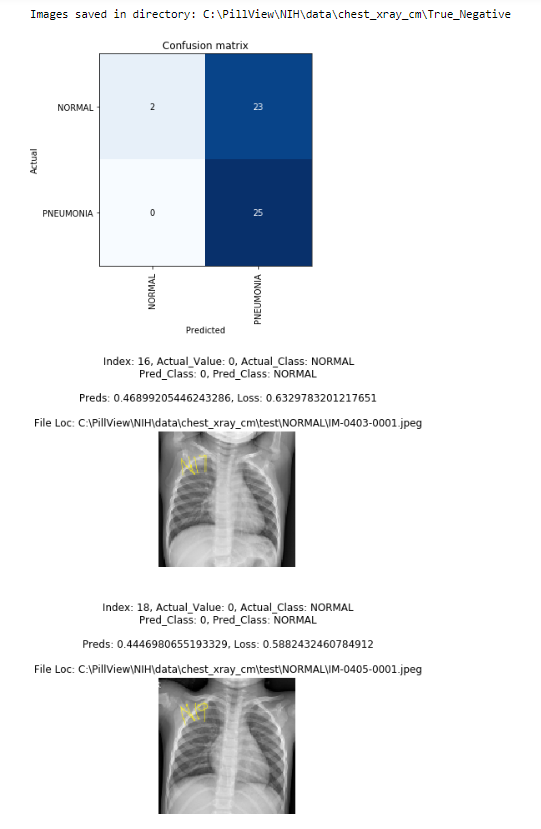 Images saved in directory: C:\PillView\NIH\data\chest_xray_cm\True_Negative
Confusion matrix
NORMAL 2 23
Actual
PNEUMONIA 0 25
NORMAL PNEUMONIA
Predicted
Index: 16, Actual_Value: 0, Actual_Class: NORMAL
Pred_Class: 0, Pred_Class: NORMAL
Preds: 0.46899205446243286, Loss: 0.6329783201217651
File Loc: C:\PillView\NIH\data\chest_xray_cm\test\NORMAL\IM-0403-0001.jpeg
Index: 18, Actual_Value: 0, Actual_Class: NORMAL
Pred_Class: 0, Pred_Class: NORMAL
Preds: 0.4446980655193329, Loss: 0.5882432460784912
File Loc: C:\PillView\NIH\data\chest_xray_cm\test\NORMAL\IM-0405-0001.jpeg